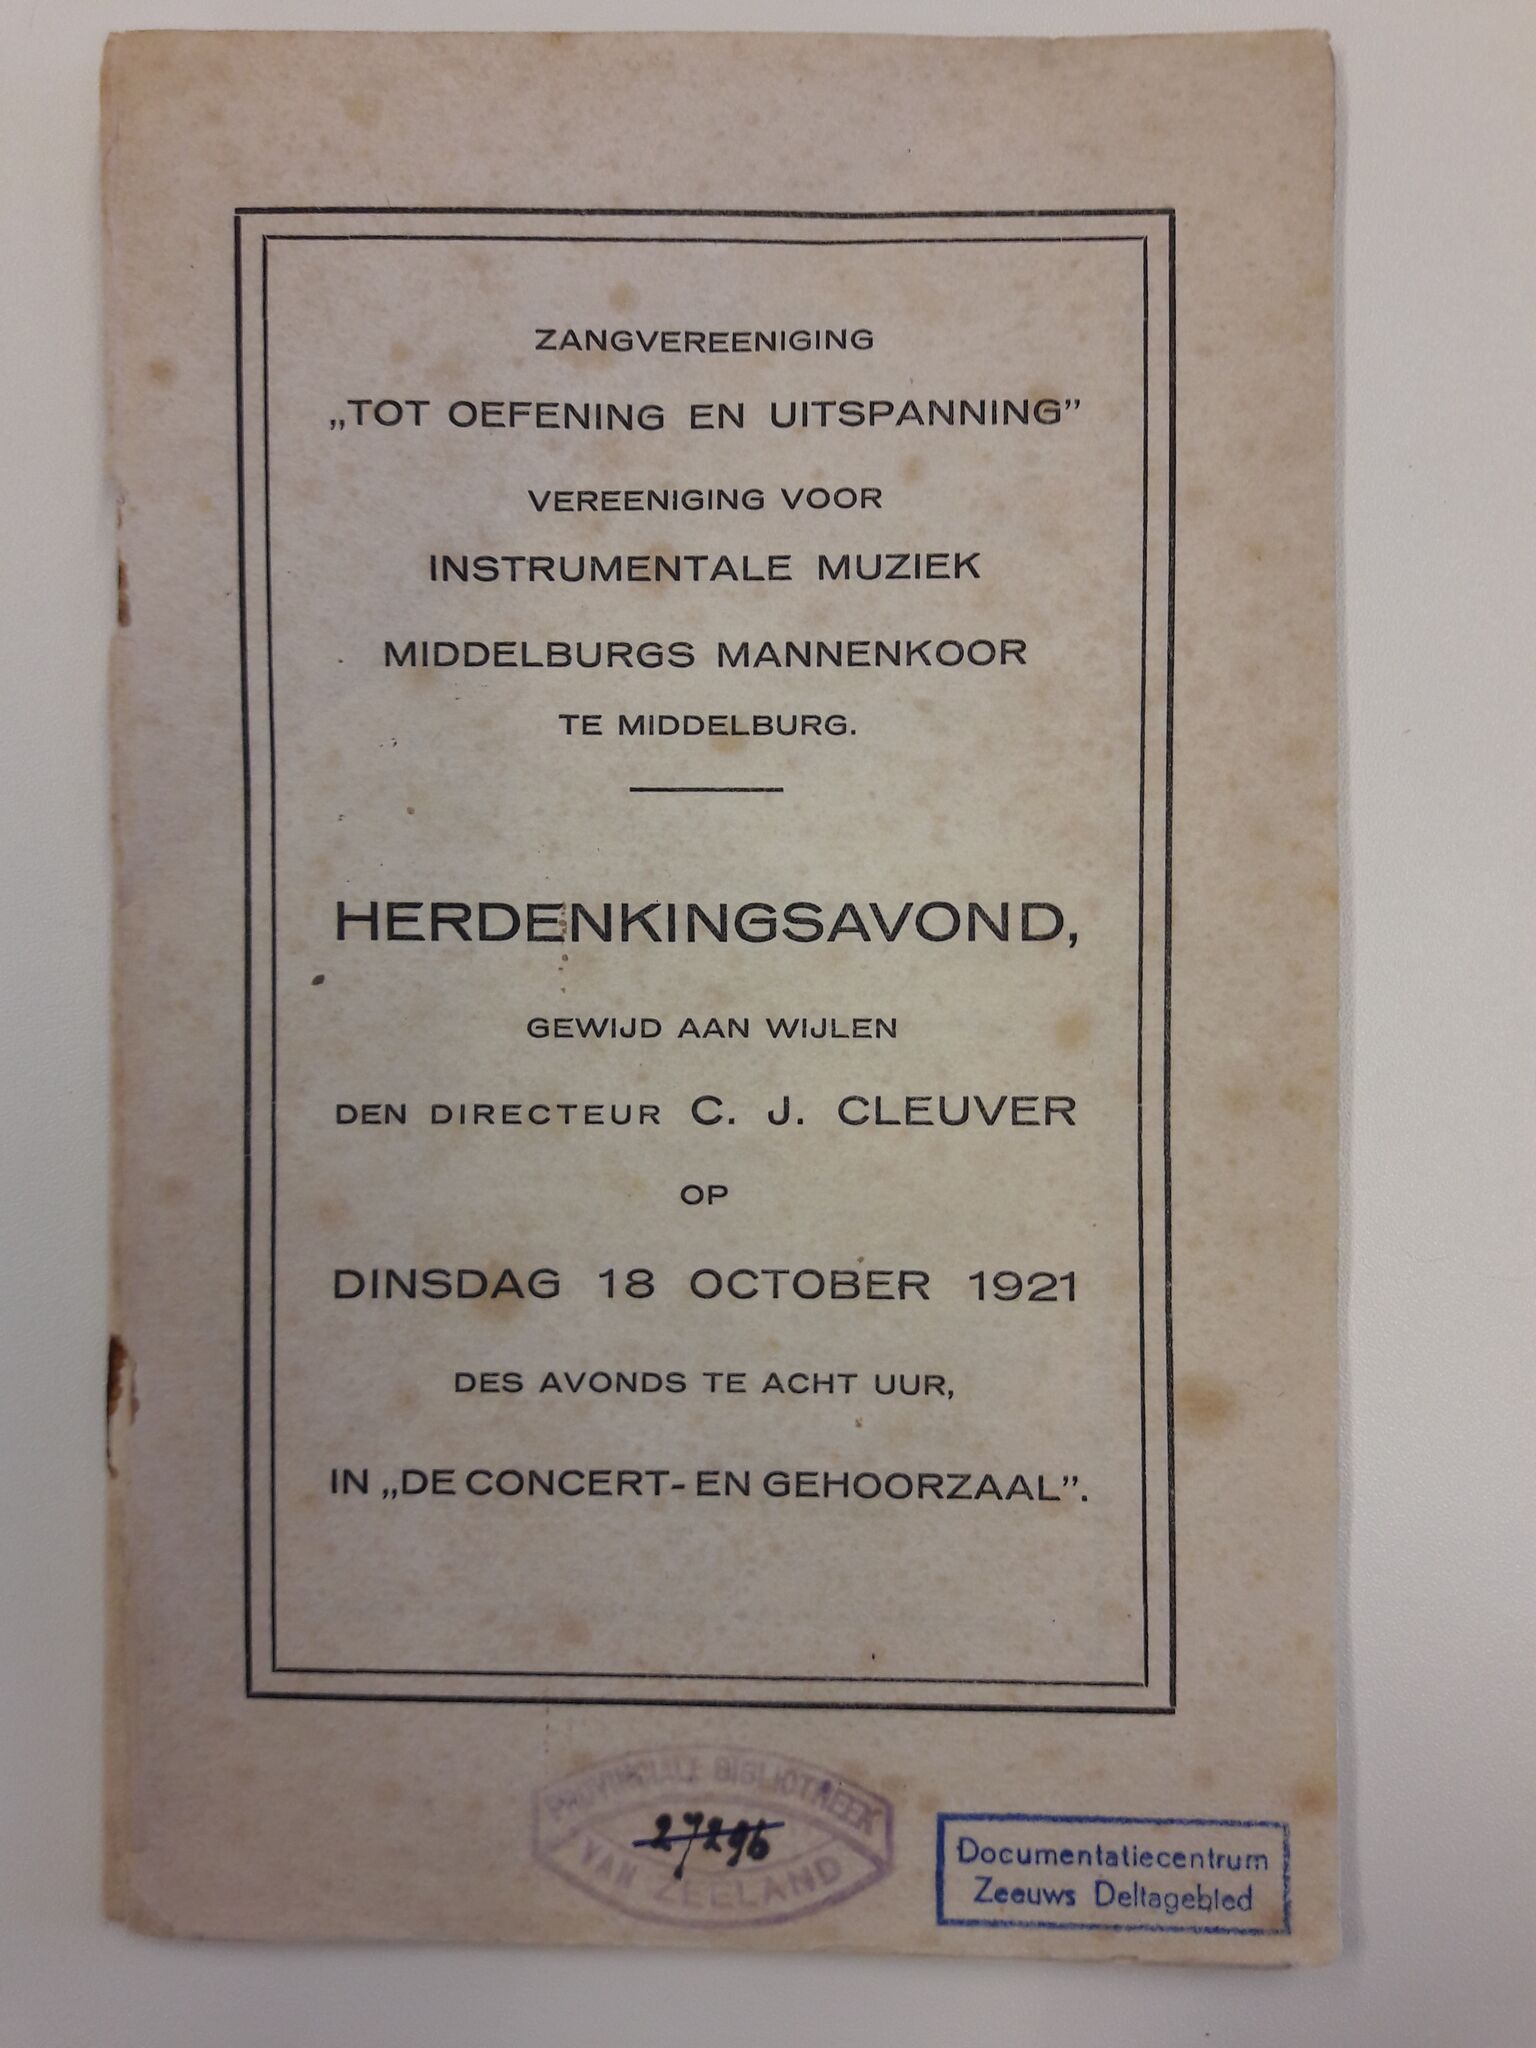 ZANGVEREENIGING
„TOT OEFENING EN UITSPANNING”
VEREENIGING VOOR
INSTRUMENTALE MUZIEK
MIDDELBURGS MANNENKOOR
TE MIDDELBURG.
HERDENKINGSAVOND,
GEWIJD AAN WIJLEN
DEN DIRECTEUR C. J. CLEUVER
OP
DINSDAG 18 OCTOBER 1921
DES AVONDS TE ACHT UUR,
IN „DE CONCERT- EN GEHOORZAAL”.
PROVINCIALE BIBLIOTHEEK
27296
VAN ZEELAND
Documentatiecentrum
Zeeuws Deltagebied